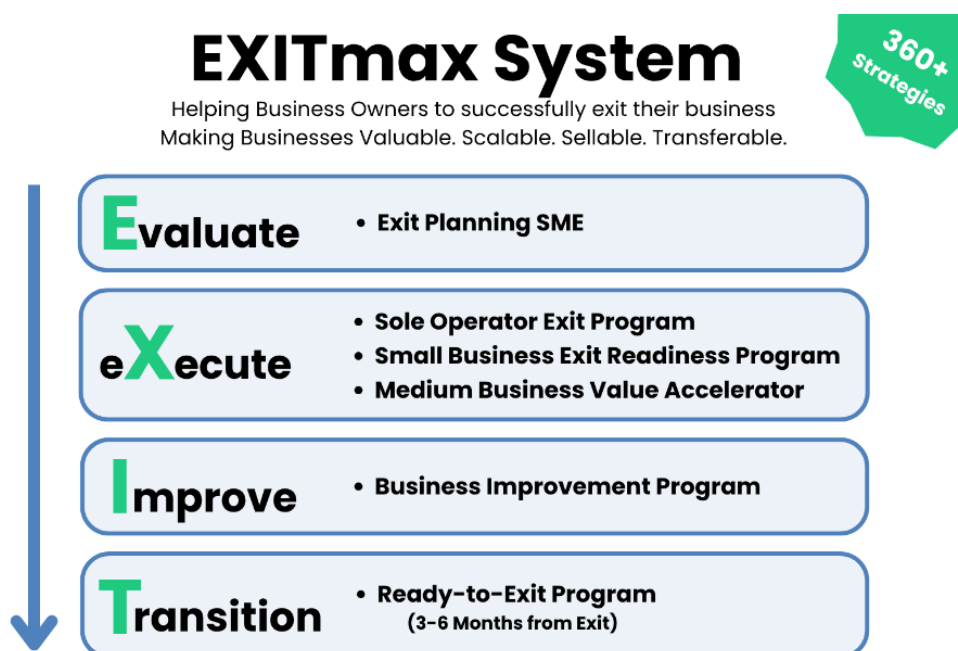 EXITmax System
360+
Strategies
Helping Business Owners to successfully exit their business
Making Businesses Valuable. Scalable. Sellable. Transferable.
Evaluate
• Exit Planning SME
eXecute
• Sole Operator Exit Program
• Small Business Exit Readiness Program
• Medium Business Value Accelerator
Improve
• Business Improvement Program
Transition
• Ready-to-Exit Program
(3-6 Months from Exit)